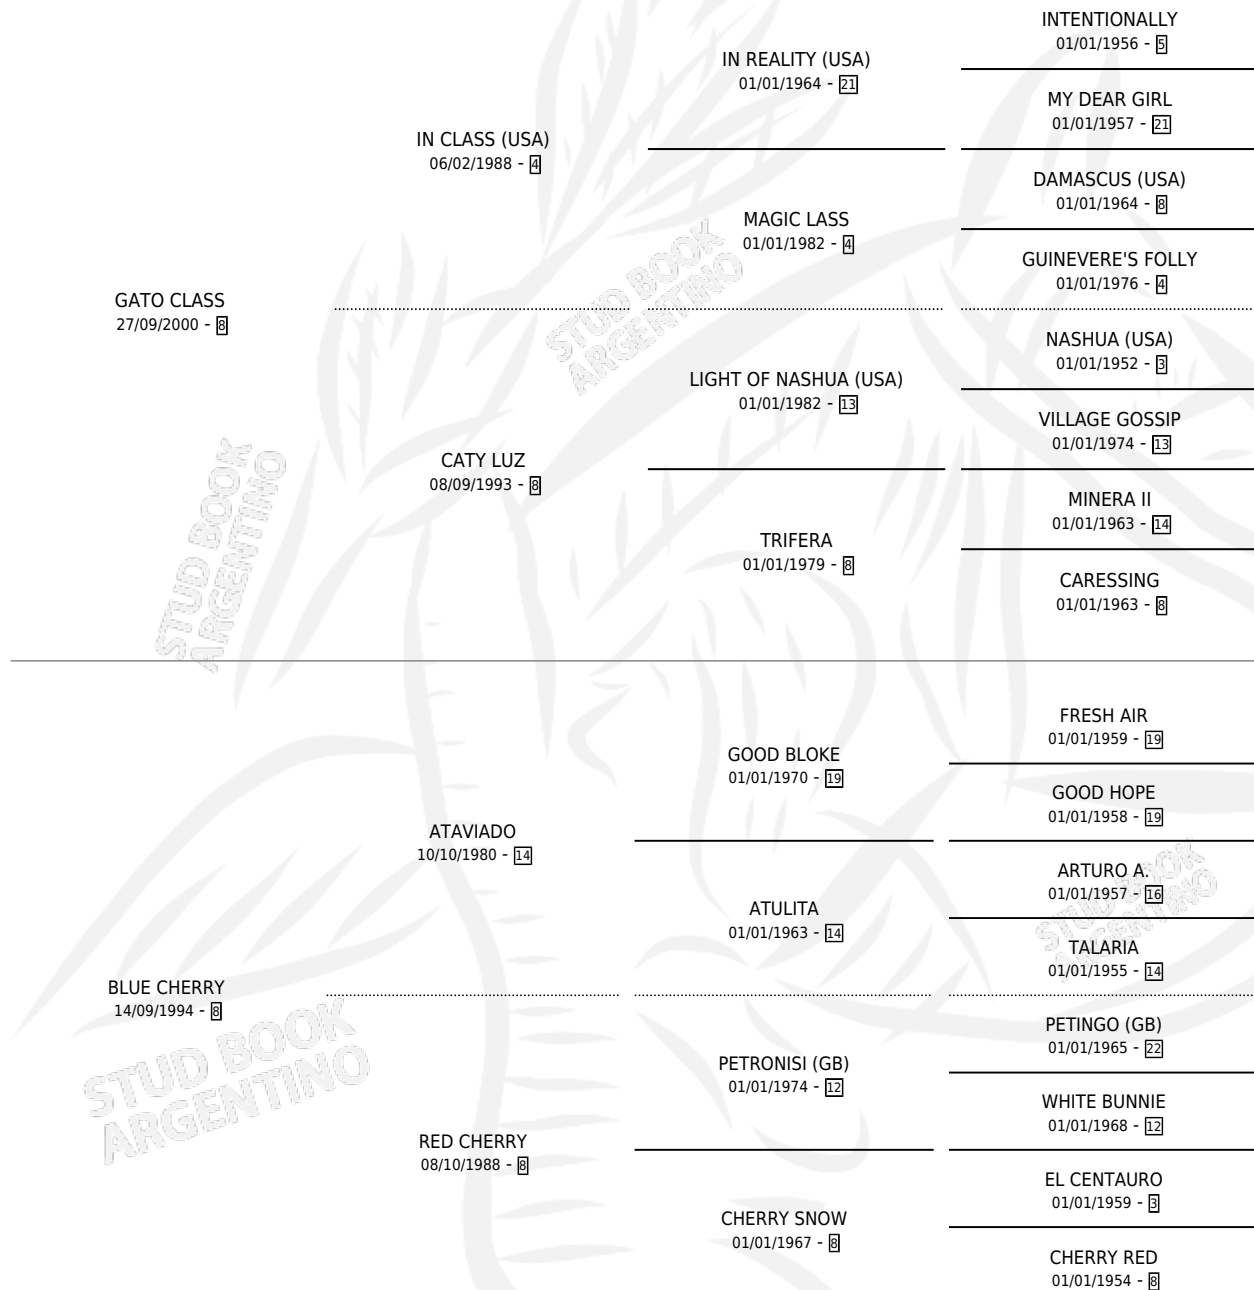 INTENTIONALLY
01/01/1956 - 5
IN REALITY (USA)
01/01/1964 - 21
MY DEAR GIRL
01/01/1957 - 21
IN CLASS (USA)
06/02/1988 - 4
DAMASCUS (USA)
01/01/1964 - 8
MAGIC LASS
01/01/1982 - 4
GUINEVERE'S FOLLY
01/01/1976 - 4
GATO CLASS
27/09/2000 - 8
NASHUA (USA)
01/01/1952 - 3
LIGHT OF NASHUA (USA)
01/01/1982 - 13
VILLAGE GOSSIP
01/01/1974 - 13
CATY LUZ
08/09/1993 - 8
MINERA II
01/01/1963 - 14
TRIFERA
01/01/1979 - 8
CARESSING
01/01/1963 - 8
FRESH AIR
01/01/1959 - 19
GOOD BLOKE
01/01/1970 - 19
GOOD HOPE
01/01/1958 - 19
ATAVIADO
10/10/1980 - 14
ARTURO A.
01/01/1957 - 16
ATULITA
01/01/1963 - 14
TALARIA
01/01/1955 - 14
BLUE CHERRY
14/09/1994 - 8
PETINGO (GB)
01/01/1965 - 22
PETRONISI (GB)
01/01/1974 - 12
WHITE BUNNIE
01/01/1968 - 12
RED CHERRY
08/10/1988 - 8
EL CENTAURO
01/01/1959 - 3
CHERRY SNOW
01/01/1967 - 8
CHERRY RED
01/01/1954 - 8
STUD BOOK
ARGENTINO
STUD BOOK
ARGENTINO
STUD BOOK
ARGENTINO
STUD BOOK
ARGENTINO